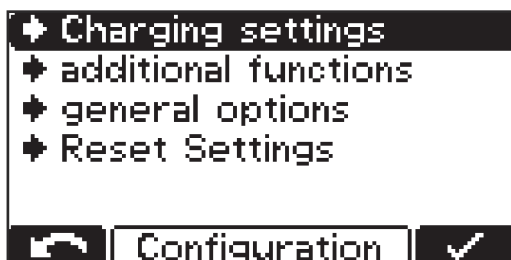 Charging settings
additional functions
general options
Reset Settings
Configuration